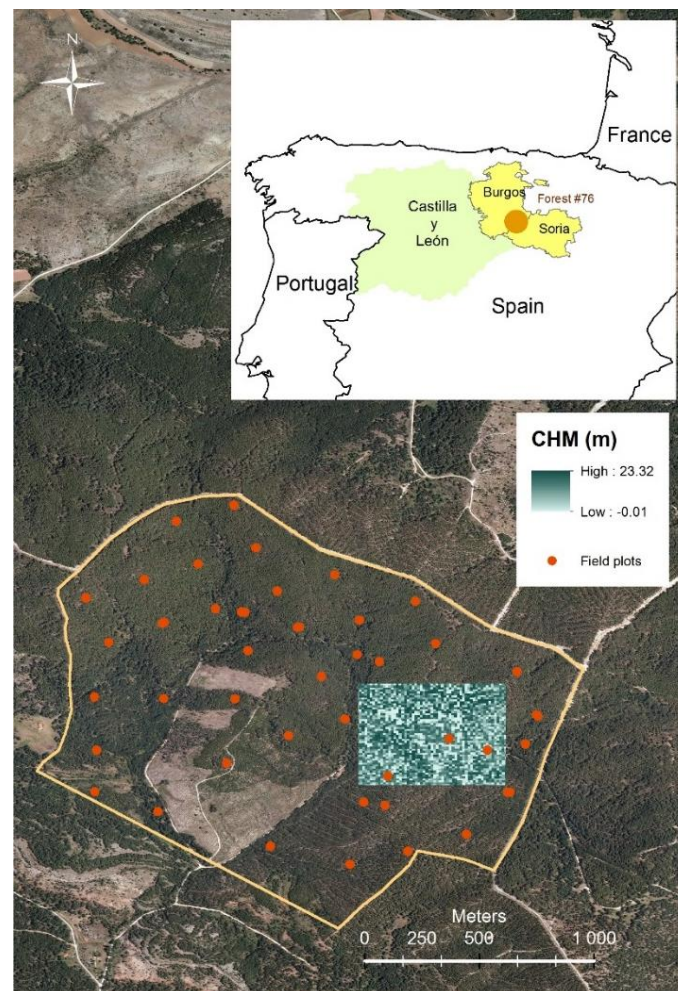 N
France
Burgos
Forest #76
Castilla
y
León
Soria
Portugal
Spain
CHM (m)
High : 23.32
Low : -0.01
Field plots
Meters
0 250 500 1 000